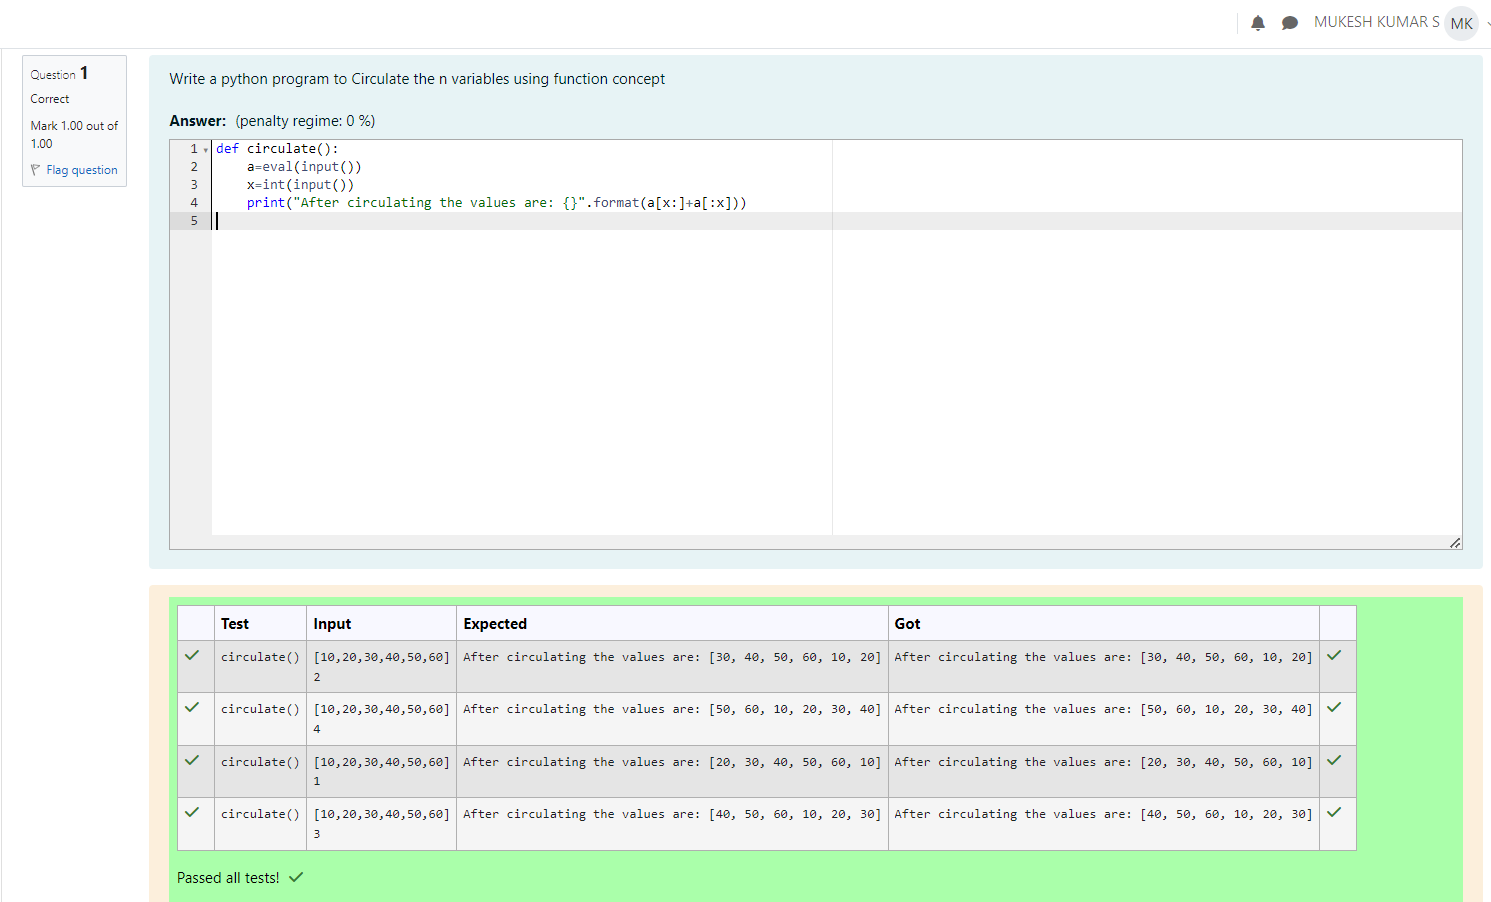 MUKESH KUMAR S MK
Question 1
Correct
Mark 1.00 out of
1.00
Flag question
Write a python program to Circulate the n variables using function concept
Answer: (penalty regime: 0 %)
1 def circulate():
2     a=eval(input())
3     x=int(input())
4     print("After circulating the values are: {}".format(a[x:]+a[:x]))
5
Test Input Expected Got
circulate() [10,20,30,40,50,60] After circulating the values are: [30, 40, 50, 60, 10, 20] After circulating the values are: [30, 40, 50, 60, 10, 20]
2
circulate() [10,20,30,40,50,60] After circulating the values are: [50, 60, 10, 20, 30, 40] After circulating the values are: [50, 60, 10, 20, 30, 40]
4
circulate() [10,20,30,40,50,60] After circulating the values are: [20, 30, 40, 50, 60, 10] After circulating the values are: [20, 30, 40, 50, 60, 10]
1
circulate() [10,20,30,40,50,60] After circulating the values are: [40, 50, 60, 10, 20, 30] After circulating the values are: [40, 50, 60, 10, 20, 30]
3
Passed all tests!